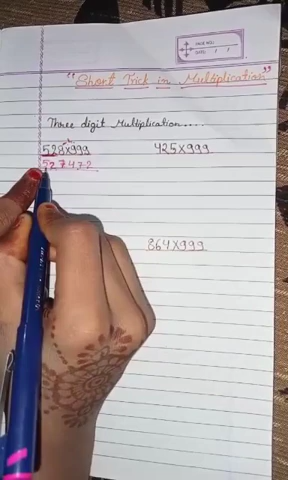 "Short Trick in Multiplication"
Three digit Multiplication....
528x999 425x999
527472
864x999